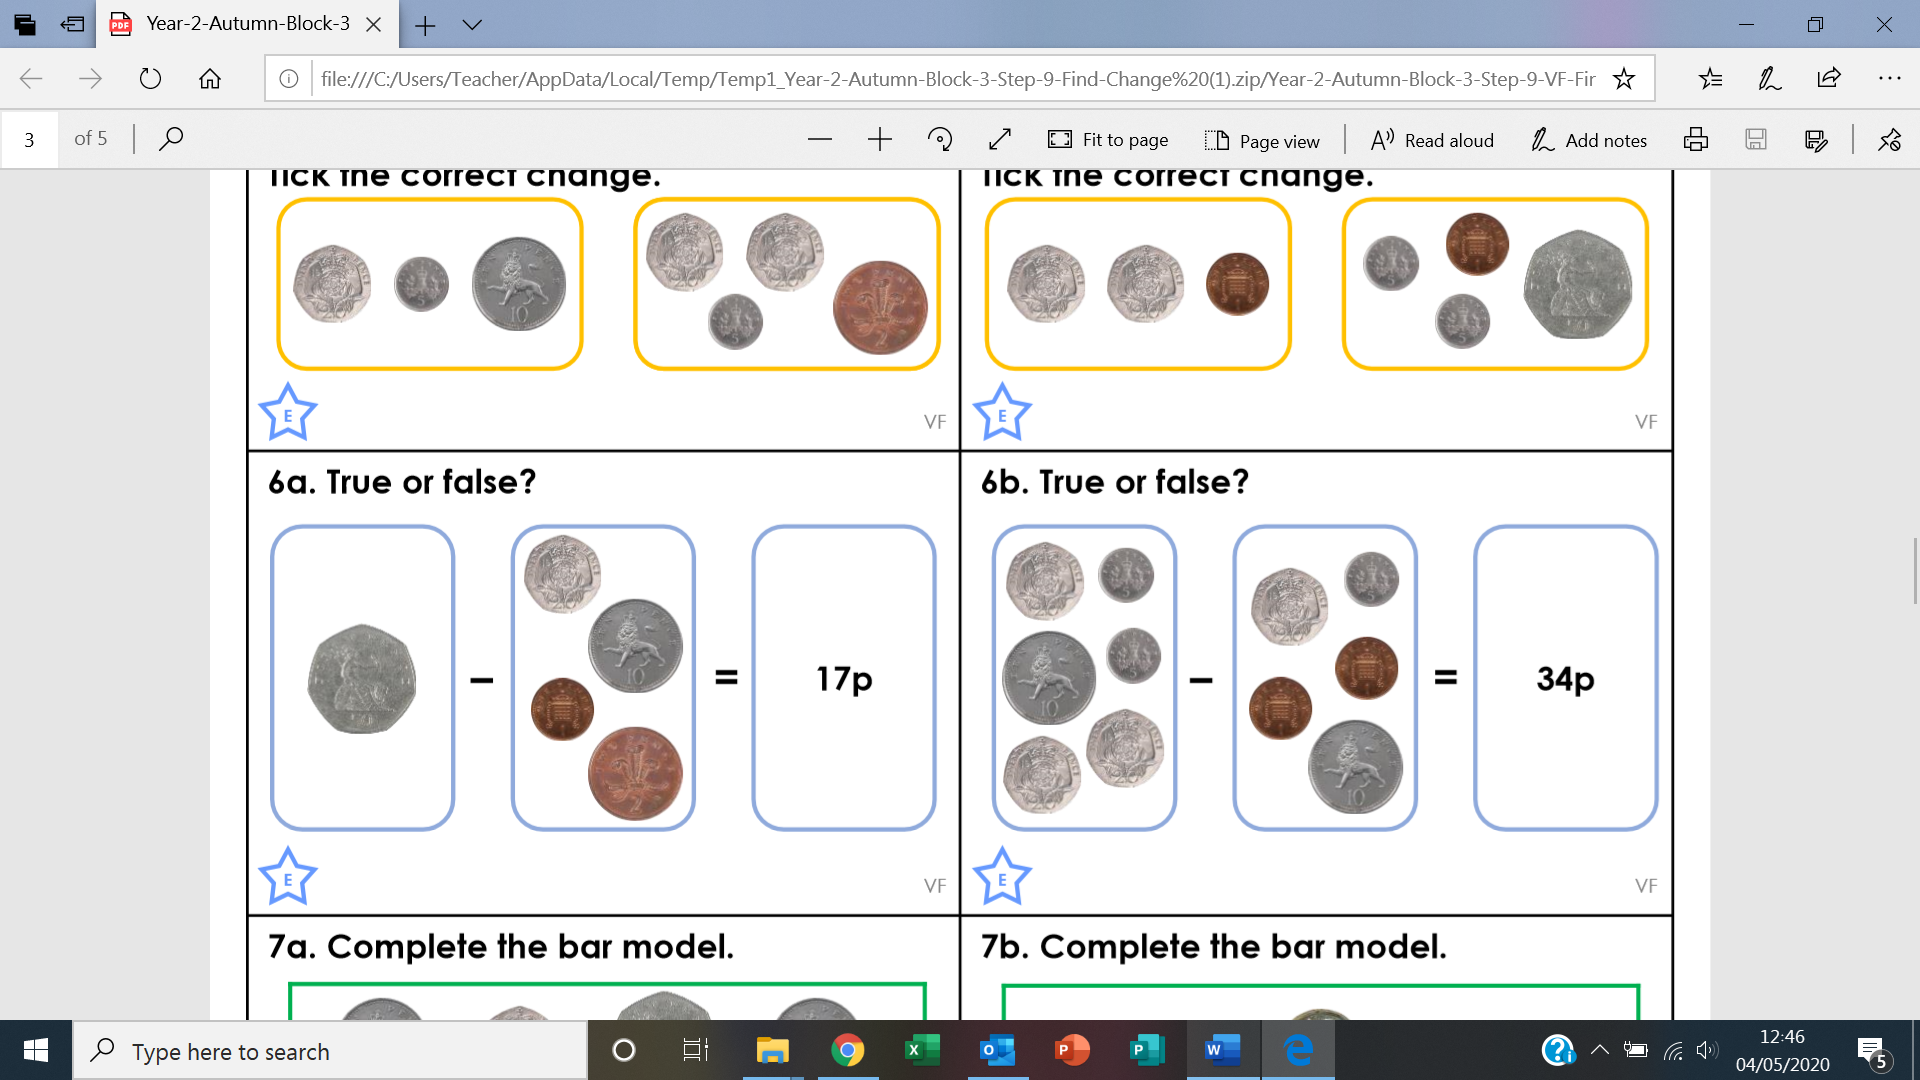 Year-2-Autumn-Block-3
file:///C:/Users/Teacher/AppData/Local/Temp/Temp1_Year-2-Autumn-Block-3-Step-9-Find-Change%20(1).zip/Year-2-Autumn-Block-3-Step-9-VF-Fir
3 of 5
Fit to page
Page view
Read aloud
Add notes
Tick the correct change.
Tick the correct change.
E
VF
E
VF
6a. True or false?
6b. True or false?
– = 17p
– = 34p
E
VF
E
VF
7a. Complete the bar model.
7b. Complete the bar model.
Type here to search
12:46
04/05/2020
5